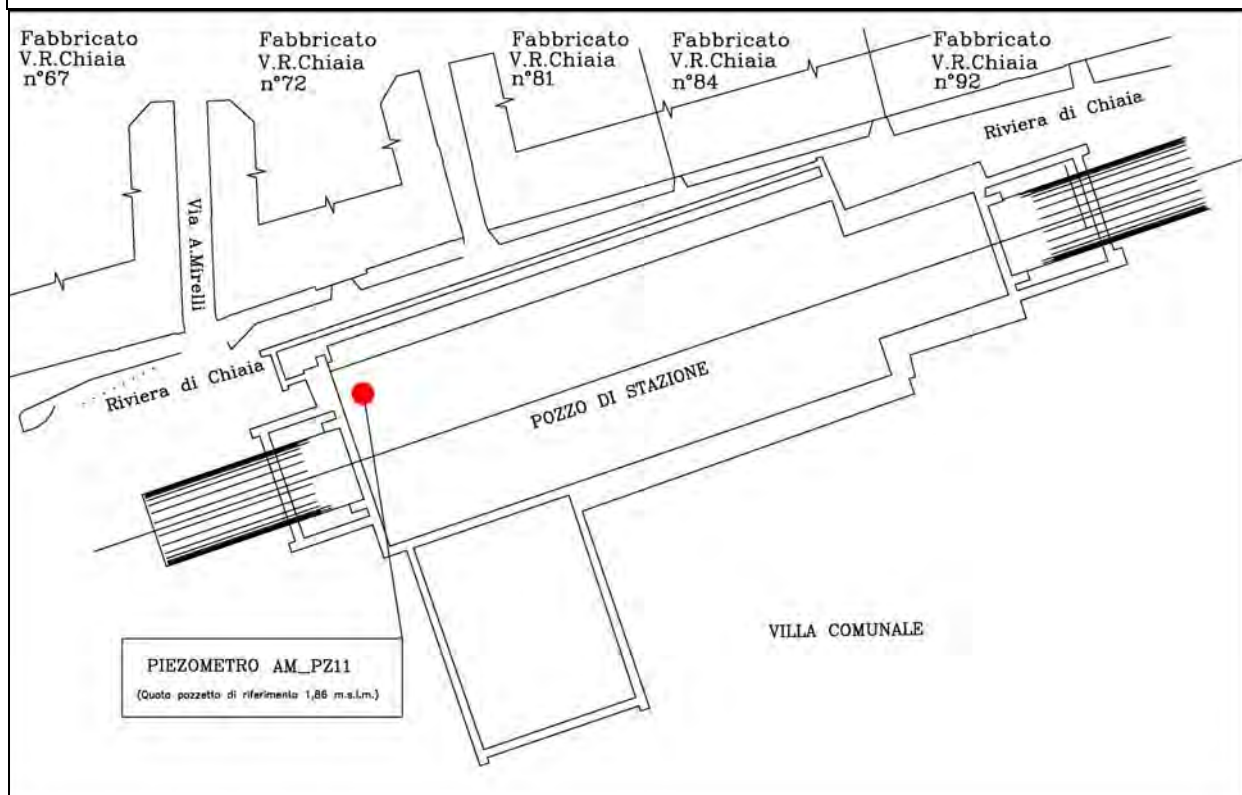 Fabbricato
V.R.Chiaia
n°67
Fabbricato
V.R.Chiaia
n°72
Fabbricato
V.R.Chiaia
n°81
Fabbricato
V.R.Chiaia
n°84
Fabbricato
V.R.Chiaia
n°92
Riviera di Chiaia
Via A.Mirelli
Riviera di Chiaia
POZZO DI STAZIONE
VILLA COMUNALE
PIEZOMETRO AM_PZ11
(Quota pozzetto di riferimento 1,86 m.s.l.m.)